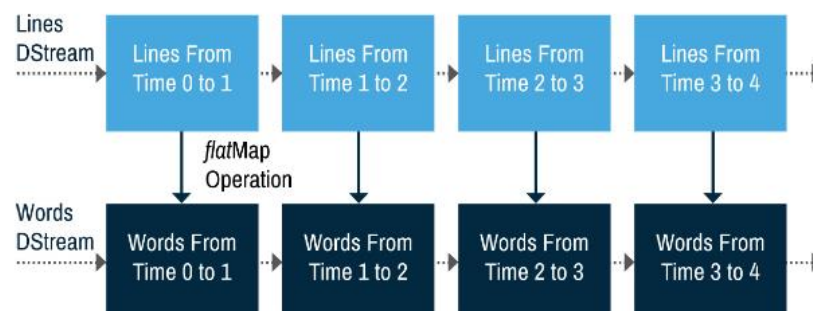 Lines
DStream
Lines From
Time 0 to 1
Lines From
Time 1 to 2
Lines From
Time 2 to 3
Lines From
Time 3 to 4
flatMap
Operation
Words
DStream
Words From
Time 0 to 1
Words From
Time 1 to 2
Words From
Time 2 to 3
Words From
Time 3 to 4